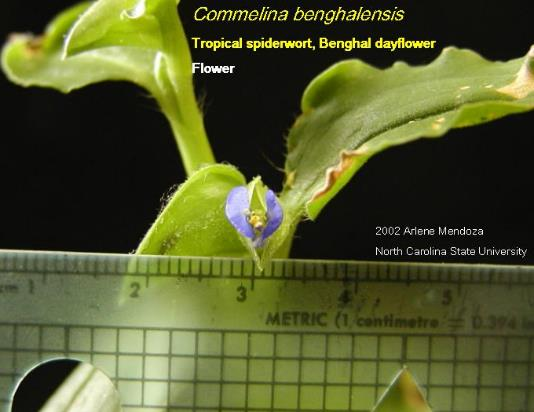 Commelina benghalensis
Tropical spiderwort, Benghal dayflower
Flower
2002 Arlene Mendoza
North Carolina State University
cm 1 2 3 4 5
METRIC (1 centimetre = 0.394 in